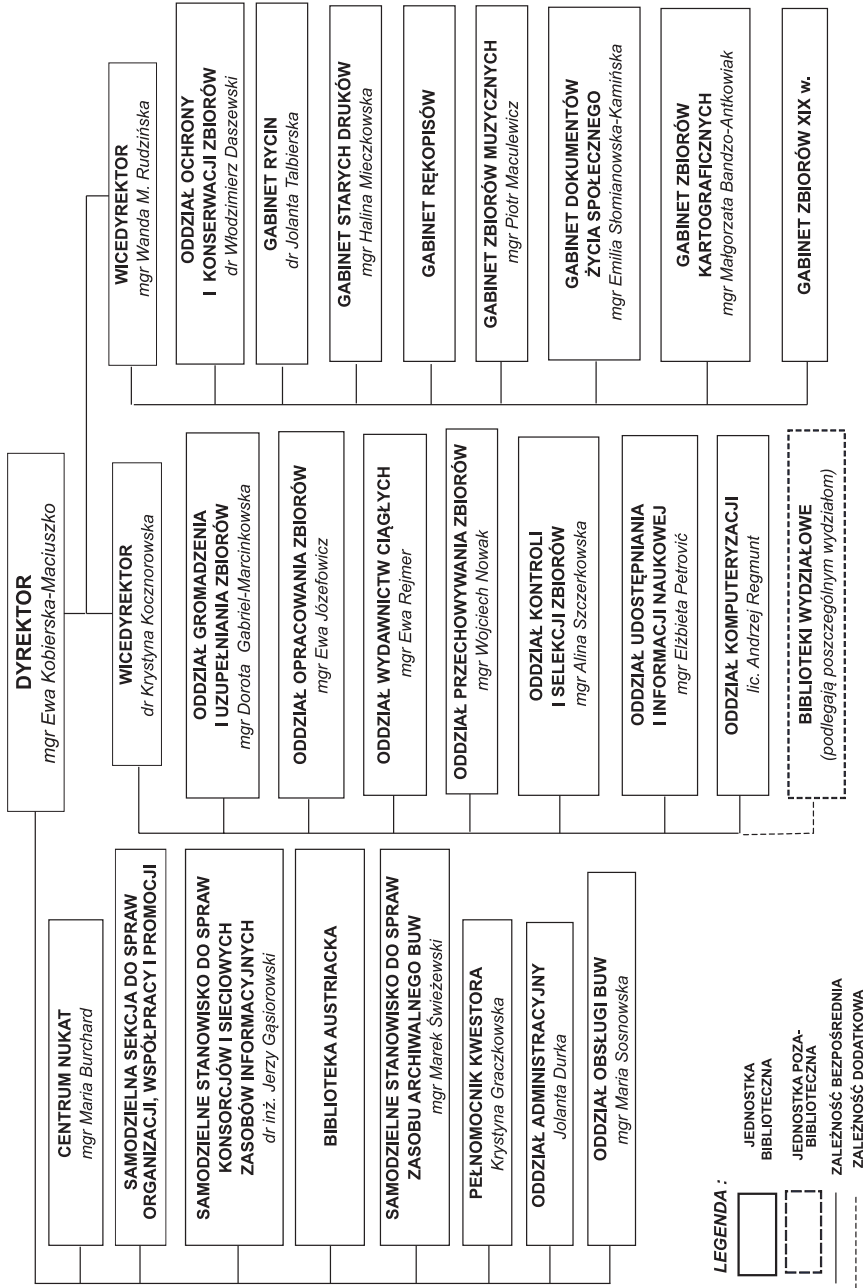 DYREKTOR
mgr Ewa Kobierska-Maciuszko
CENTRUM NUKAT
mgr Maria Burchard
SAMODZIELNA SEKCJA DO SPRAW
ORGANIZACJI, WSPÓŁPRACY I PROMOCJI
SAMODZIELNE STANOWISKO DO SPRAW
KONSORCJÓW I SIECIOWYCH
ZASOBÓW INFORMACYJNYCH
dr inż. Jerzy Gąsiorowski
BIBLIOTEKA AUSTRIACKA
SAMODZIELNE STANOWISKO DO SPRAW
ZASOBU ARCHIWALNEGO BUW
mgr Marek Świeżewski
PEŁNOMOCNIK KWESTORA
Krystyna Graczkowska
ODDZIAŁ ADMINISTRACYJNY
Jolanta Durka
ODDZIAŁ OBSŁUGI BUW
mgr Maria Sosnowska
WICEDYREKTOR
dr Krystyna Kocznorowska
ODDZIAŁ GROMADZENIA
I UZUPEŁNIANIA ZBIORÓW
mgr Dorota Gabriel-Marcinkowska
ODDZIAŁ OPRACOWANIA ZBIORÓW
mgr Ewa Józefowicz
ODDZIAŁ WYDAWNICTW CIĄGŁYCH
mgr Ewa Rejmer
ODDZIAŁ PRZECHOWYWANIA ZBIORÓW
mgr Wojciech Nowak
ODDZIAŁ KONTROLI
I SELEKCJI ZBIORÓW
mgr Alina Szczerkowska
ODDZIAŁ UDOSTĘPNIANIA
I INFORMACJI NAUKOWEJ
mgr Elżbieta Petrović
ODDZIAŁ KOMPUTERYZACJI
lic. Andrzej Regmunt
BIBLIOTEKI WYDZIAŁOWE
(podlegają poszczególnym wydziałom)
WICEDYREKTOR
mgr Wanda M. Rudzińska
ODDZIAŁ OCHRONY
I KONSERWACJI ZBIORÓW
dr Włodzimierz Daszewski
GABINET RYCIN
dr Jolanta Talbierska
GABINET STARYCH DRUKÓW
mgr Halina Mieczkowska
GABINET RĘKOPISÓW
GABINET ZBIORÓW MUZYCZNYCH
mgr Piotr Maculewicz
GABINET DOKUMENTÓW
ŻYCIA SPOŁECZNEGO
mgr Emilia Słomianowska-Kamińska
GABINET ZBIORÓW
KARTOGRAFICZNYCH
mgr Małgorzata Bandzo-Antkowiak
GABINET ZBIORÓW XIX w.
LEGENDA :
JEDNOSTKA
BIBLIOTECZNA
JEDNOSTKA POZA-
BIBLIOTECZNA
ZALEŻNOŚĆ BEZPOŚREDNIA
ZALEŻNOŚĆ DODATKOWA